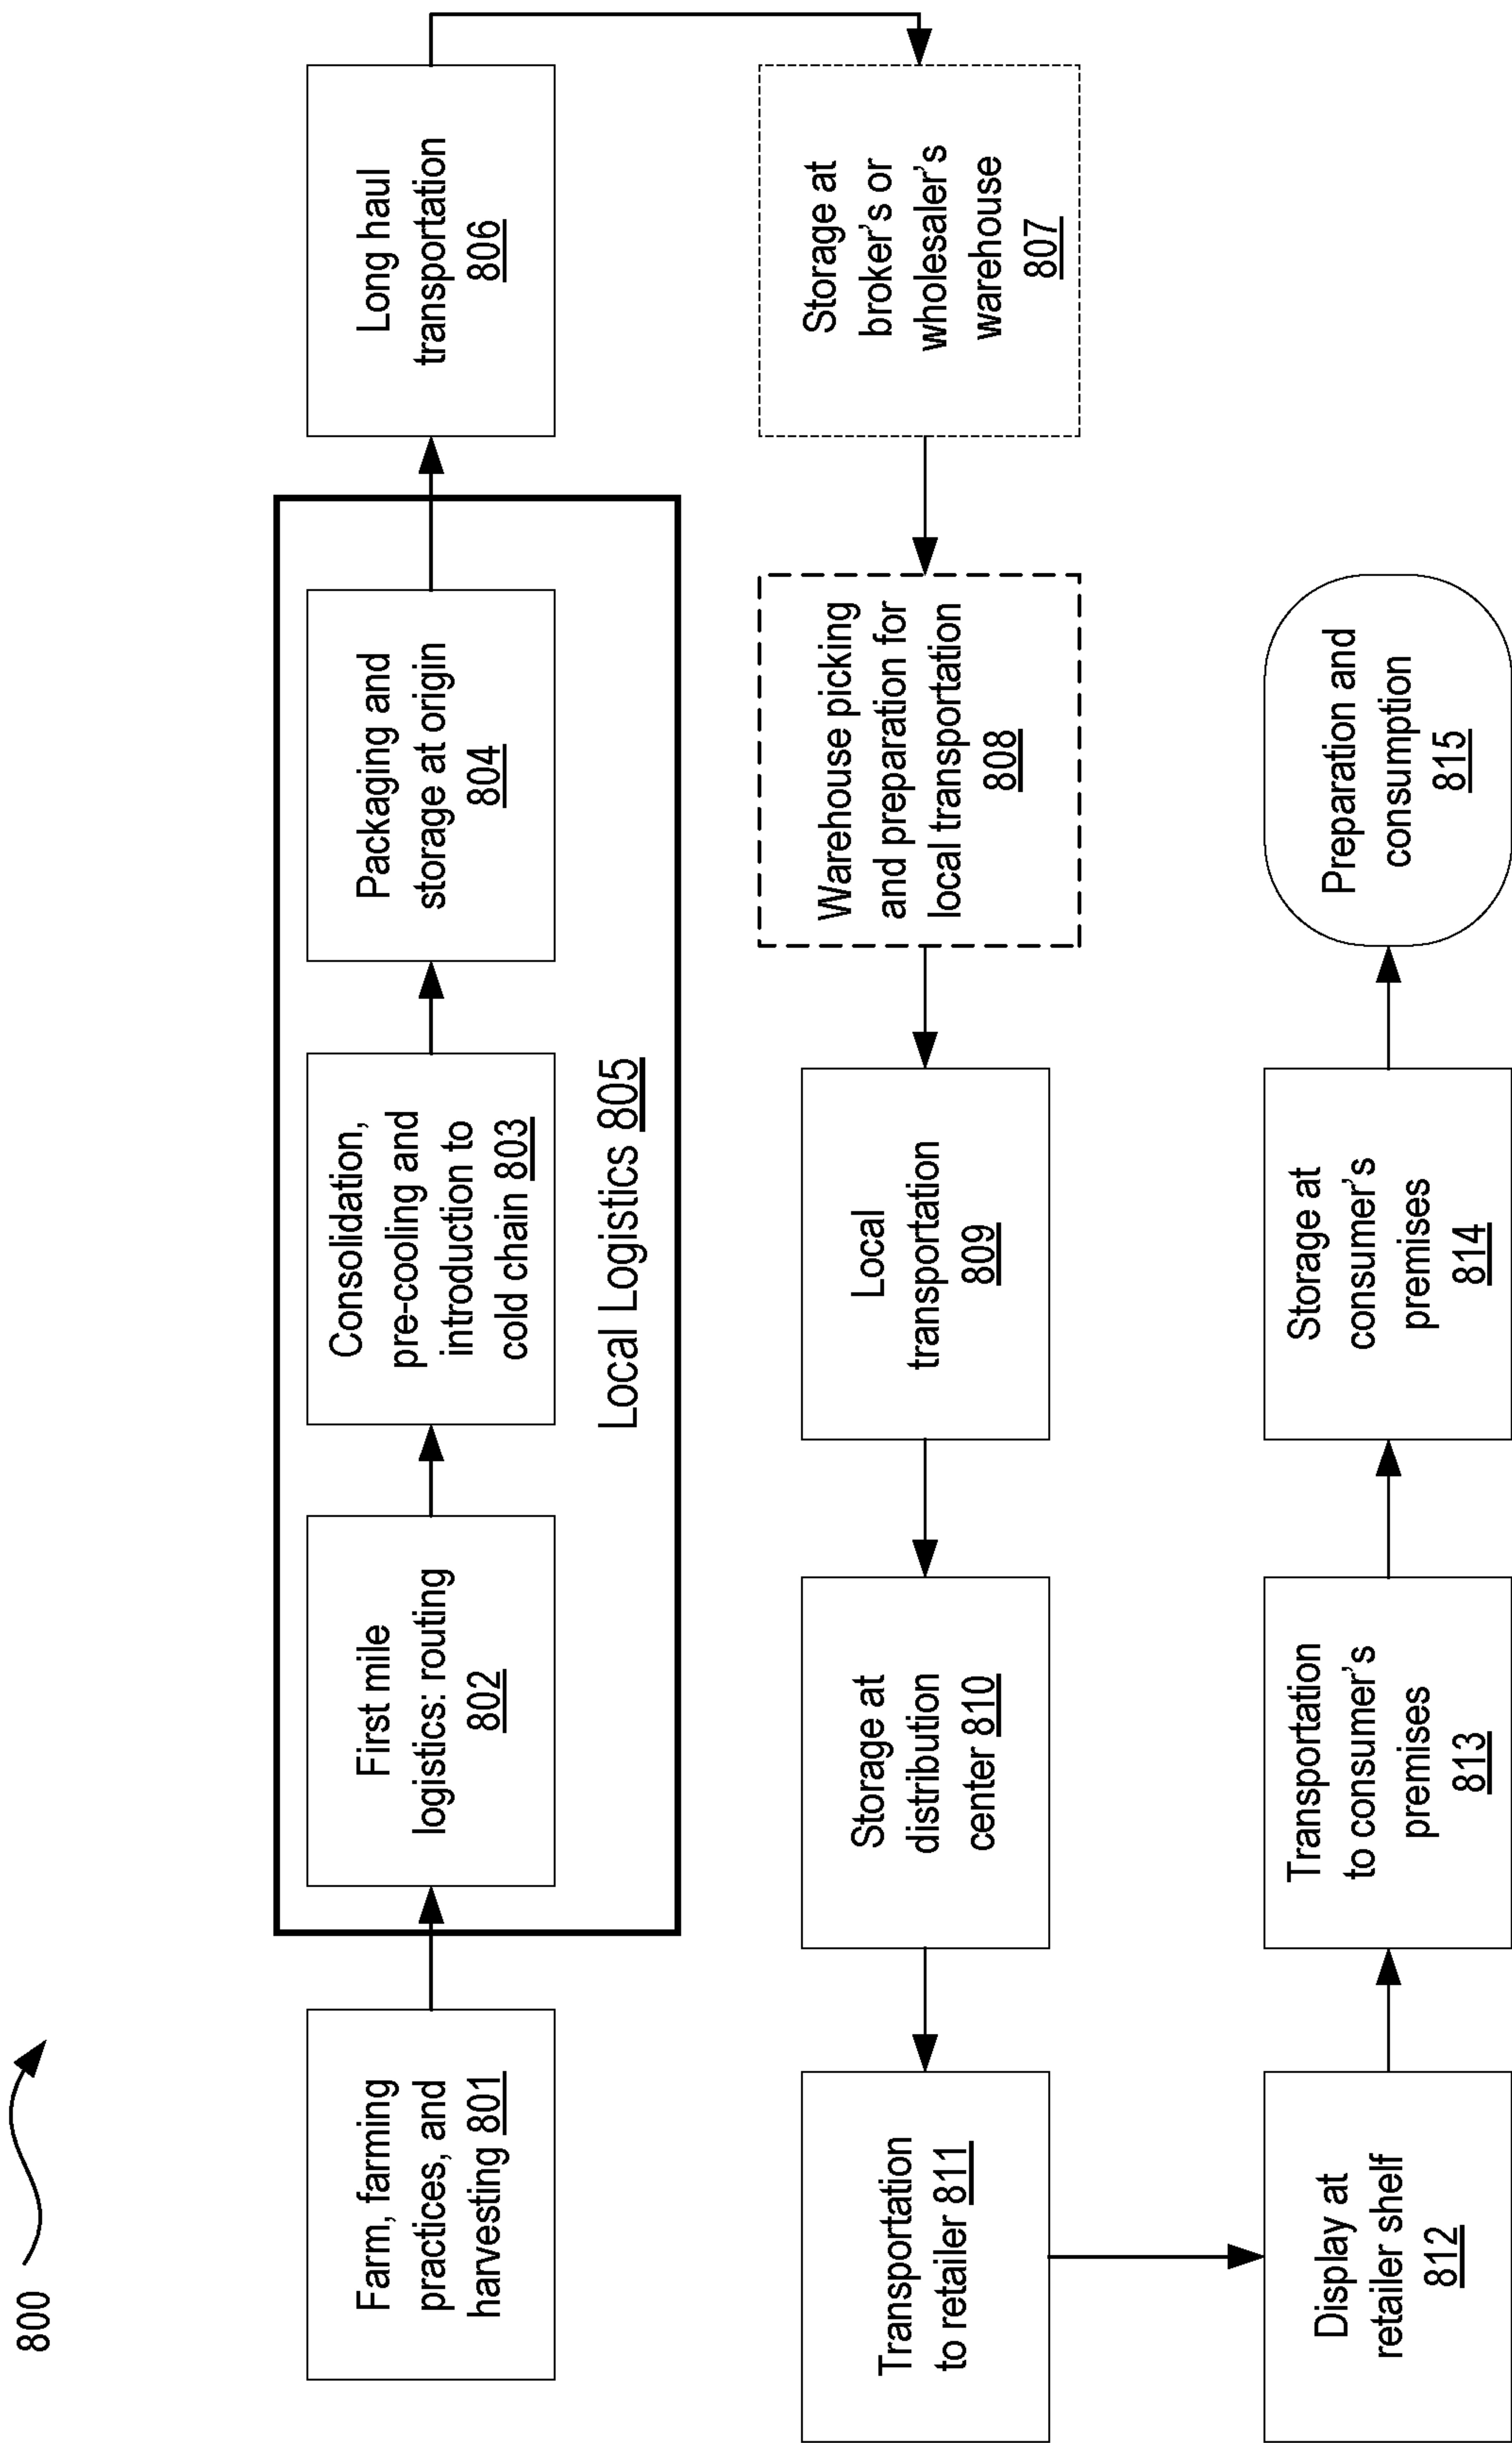 800
Farm, farming
practices, and
harvesting 801
First mile
logistics: routing
802
Consolidation,
pre-cooling and
introduction to
cold chain 803
Packaging and
storage at origin
804
Local Logistics 805
Long haul
transportation
806
Storage at
broker’s or
wholesaler’s
warehouse
807
Warehouse picking
and preparation for
local transportation
808
Local
transportation
809
Storage at
distribution
center 810
Transportation
to retailer 811
Display at
retailer shelf
812
Transportation
to consumer’s
premises
813
Storage at
consumer’s
premises
814
Preparation and
consumption
815